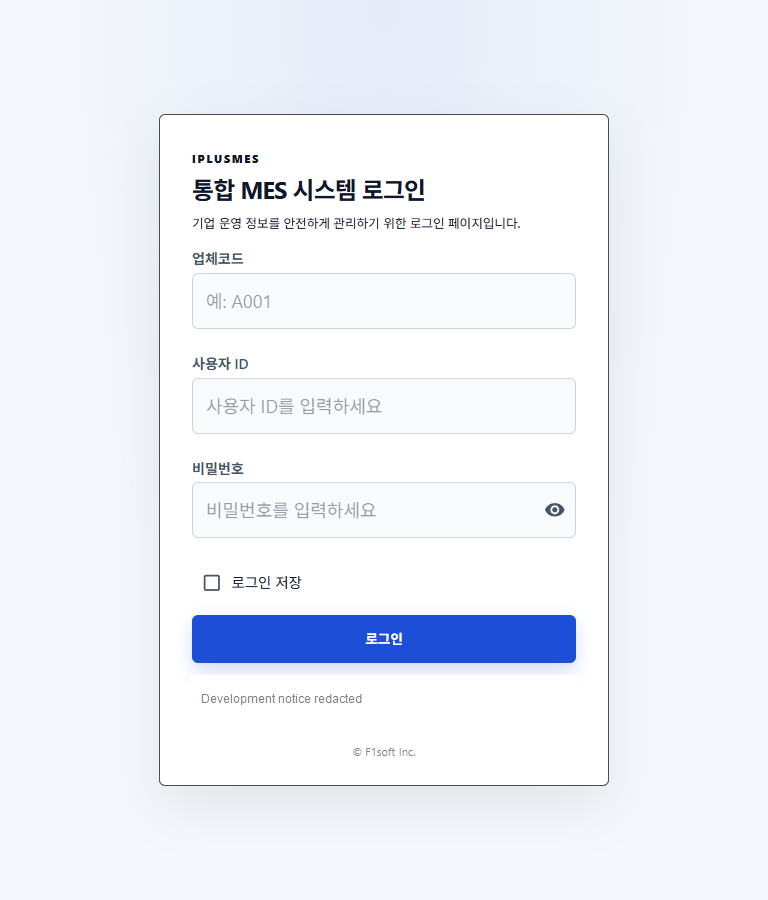 IPLUSMES
통합 MES 시스템 로그인
기업 운영 정보를 안전하게 관리하기 위한 로그인 페이지입니다.
업체코드
예: A001
사용자 ID
사용자 ID를 입력하세요
비밀번호
비밀번호를 입력하세요
로그인 저장
로그인
Development notice redacted
© F1soft Inc.